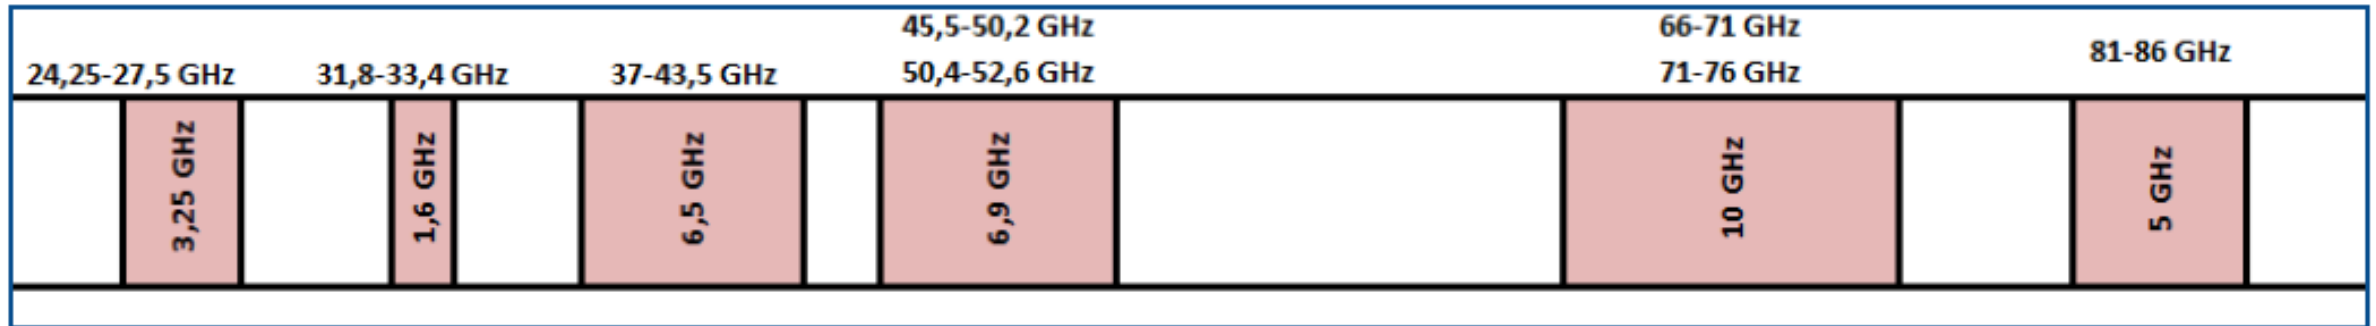 24,25-27,5 GHz
31,8-33,4 GHz
37-43,5 GHz
45,5-50,2 GHz
50,4-52,6 GHz
66-71 GHz
71-76 GHz
81-86 GHz
3,25 GHz
1,6 GHz
6,5 GHz
6,9 GHz
10 GHz
5 GHz